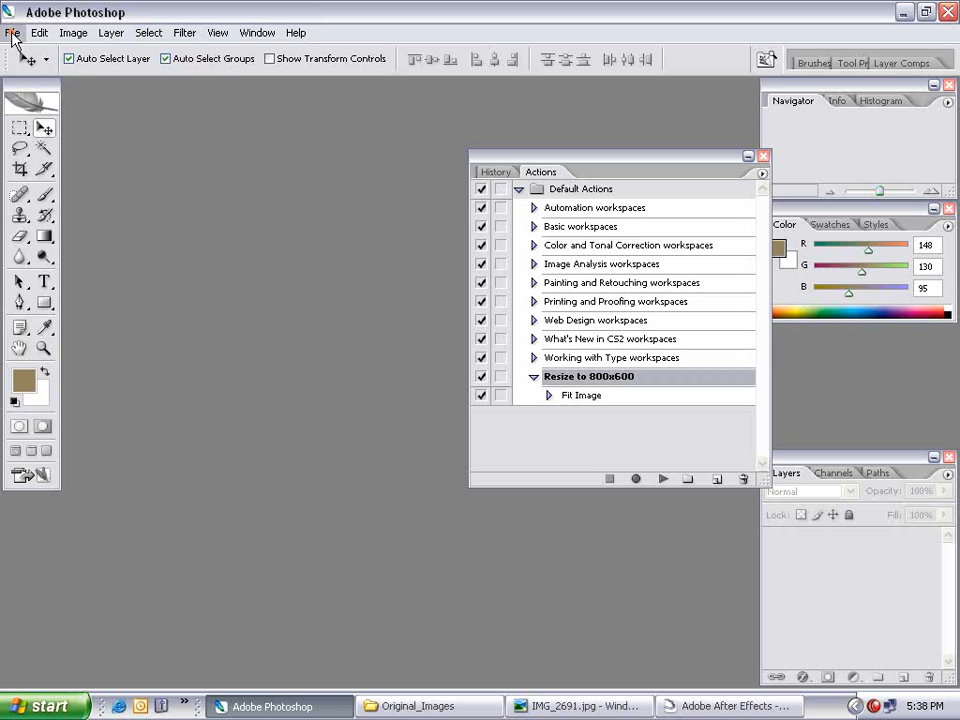 Adobe Photoshop
File Edit Image Layer Select Filter View Window Help
Auto Select Layer Auto Select Groups Show Transform Controls
Brushes Tool Pr Layer Comps
Navigator Info Histogram
History Actions
Default Actions
Automation workspaces
Basic workspaces
Color and Tonal Correction workspaces
Image Analysis workspaces
Painting and Retouching workspaces
Printing and Proofing workspaces
Web Design workspaces
What's New in CS2 workspaces
Working with Type workspaces
Resize to 800x600
Fit Image
Color Swatches Styles
R 148
G 130
B 95
Layers Channels Paths
Normal Opacity: 100%
Lock: Fill: 100%
start Adobe Photoshop Original_Images IMG_2691.jpg - Wind... Adobe After Effects - ... 5:38 PM